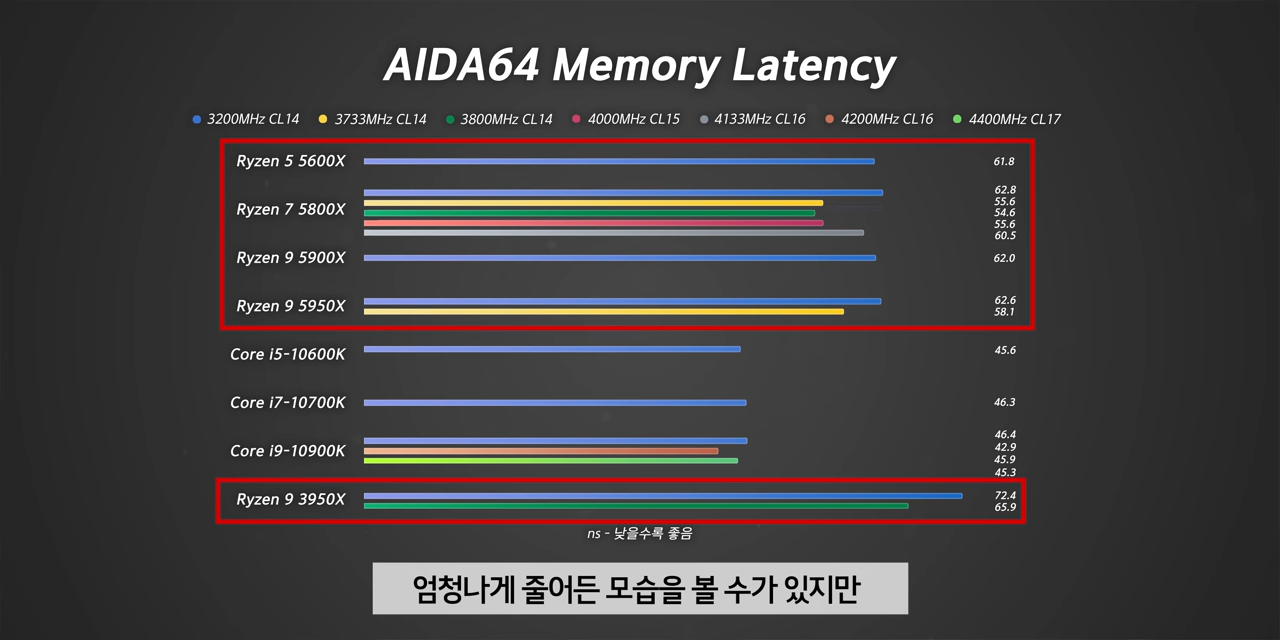 AIDA64 Memory Latency
3200MHz CL14 3733MHz CL14 3800MHz CL14 4000MHz CL15 4133MHz CL16 4200MHz CL16 4400MHz CL17
Ryzen 5 5600X 61.8
Ryzen 7 5800X 62.8
55.6
54.6
55.6
60.5
Ryzen 9 5900X 62.0
Ryzen 9 5950X 62.6
58.1
Core i5-10600K 45.6
Core i7-10700K 46.3
Core i9-10900K 46.4
42.9
45.9
45.3
Ryzen 9 3950X 72.4
65.9
ns - 낮을수록 좋음
엄청나게 줄어든 모습을 볼 수가 있지만